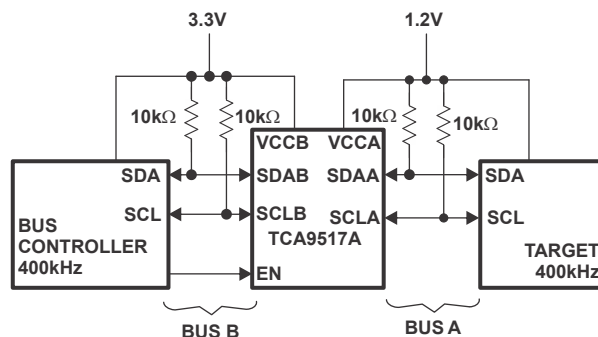 3.3V
1.2V
10kΩ
10kΩ
10kΩ
10kΩ
VCCB
VCCA
SDA
SDAB
SDAA
SDA
SCL
SCLB
SCLA
SCL
BUS
CONTROLLER
400kHz
TCA9517A
TARGET
400kHz
EN
BUS B
BUS A